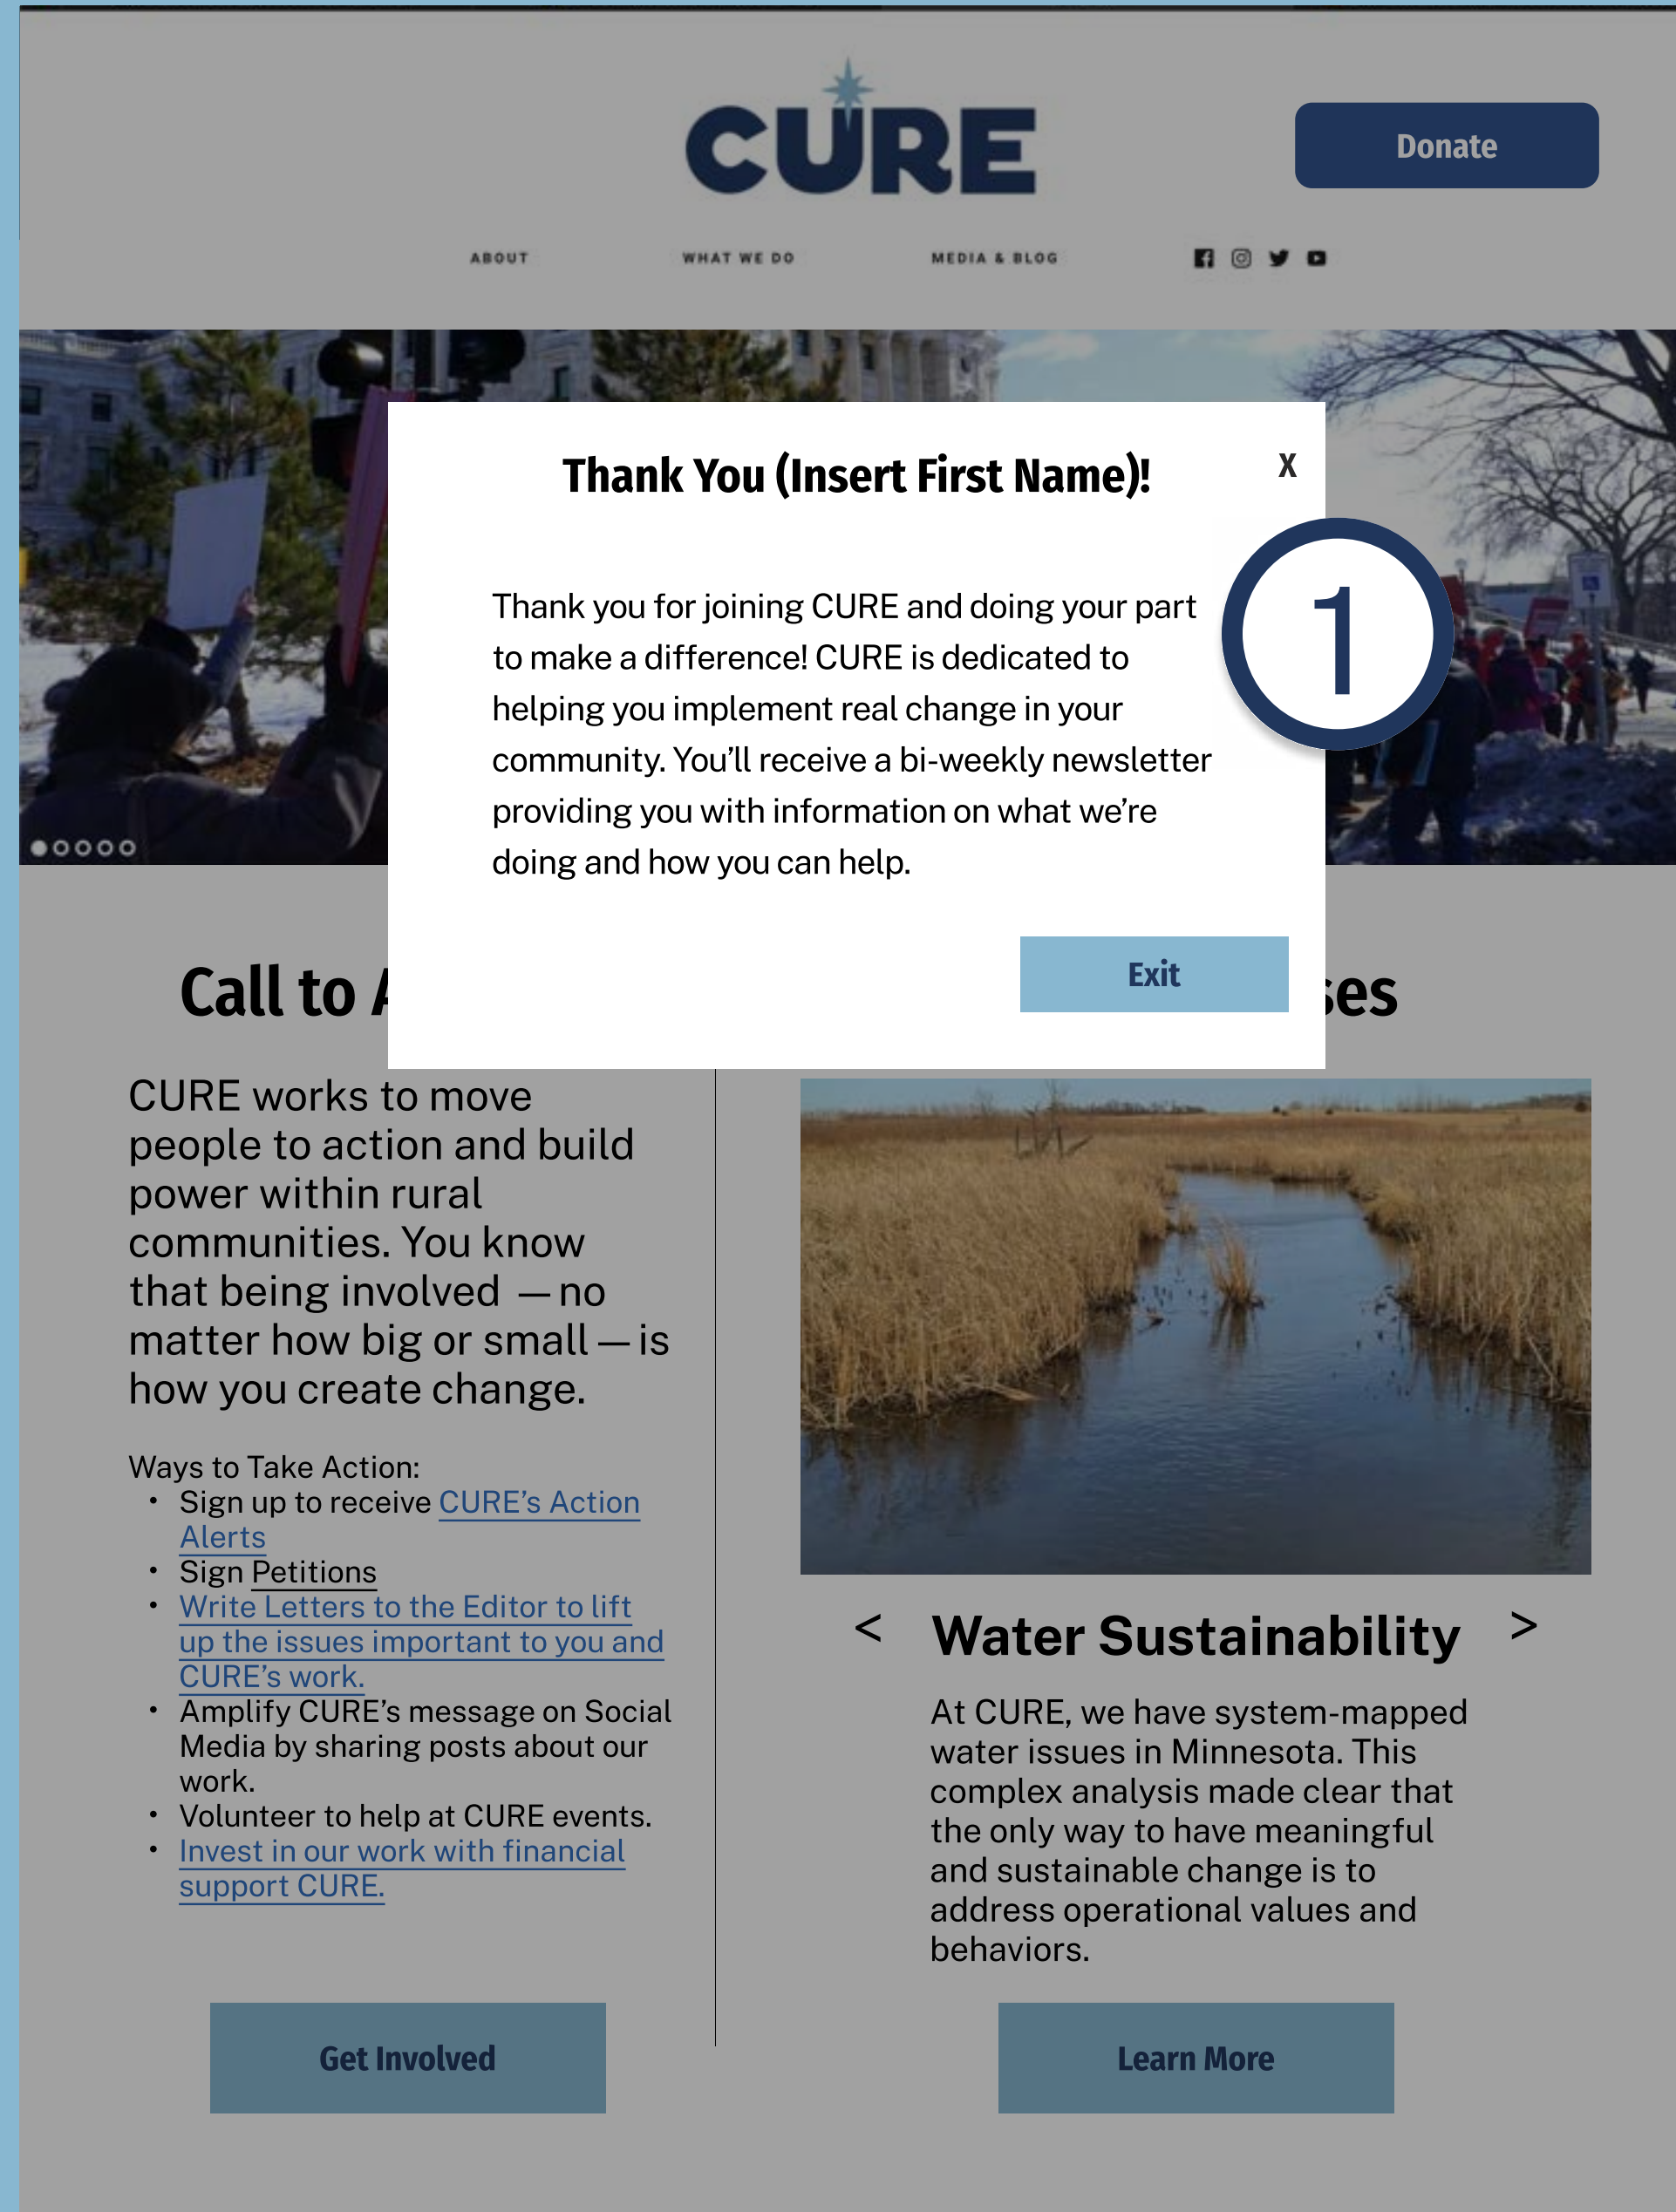 CURE
Donate
ABOUT WHAT WE DO MEDIA & BLOG
Thank You (Insert First Name)!
X
1
Thank you for joining CURE and doing your part
to make a difference! CURE is dedicated to
helping you implement real change in your
community. You’ll receive a bi-weekly newsletter
providing you with information on what we’re
doing and how you can help.
Exit
Call to
CURE works to move
people to action and build
power within rural
communities. You know
that being involved — no
matter how big or small — is
how you create change.
Ways to Take Action:
• Sign up to receive CURE’s Action
Alerts
• Sign Petitions
• Write Letters to the Editor to lift
up the issues important to you and
CURE’s work.
• Amplify CURE’s message on Social
Media by sharing posts about our
work.
• Volunteer to help at CURE events.
• Invest in our work with financial
support CURE.
Get Involved
< Water Sustainability >
At CURE, we have system-mapped
water issues in Minnesota. This
complex analysis made clear that
the only way to have meaningful
and sustainable change is to
address operational values and
behaviors.
Learn More